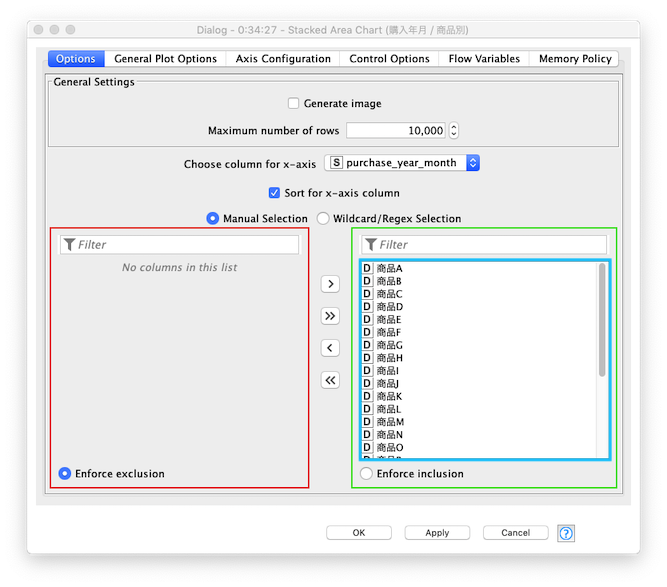 Dialog - 0:34:27 - Stacked Area Chart (購入年月 / 商品別)
Options General Plot Options Axis Configuration Control Options Flow Variables Memory Policy
General Settings
Generate image
Maximum number of rows 10,000
Choose column for x-axis S purchase_year_month
Sort for x-axis column
Manual Selection Wildcard/Regex Selection
Filter
No columns in this list
Enforce exclusion
>
>>
<
<<
Filter
D 商品A
D 商品B
D 商品C
D 商品D
D 商品E
D 商品F
D 商品G
D 商品H
D 商品I
D 商品J
D 商品K
D 商品L
D 商品M
D 商品N
D 商品O
Enforce inclusion
OK Apply Cancel ?